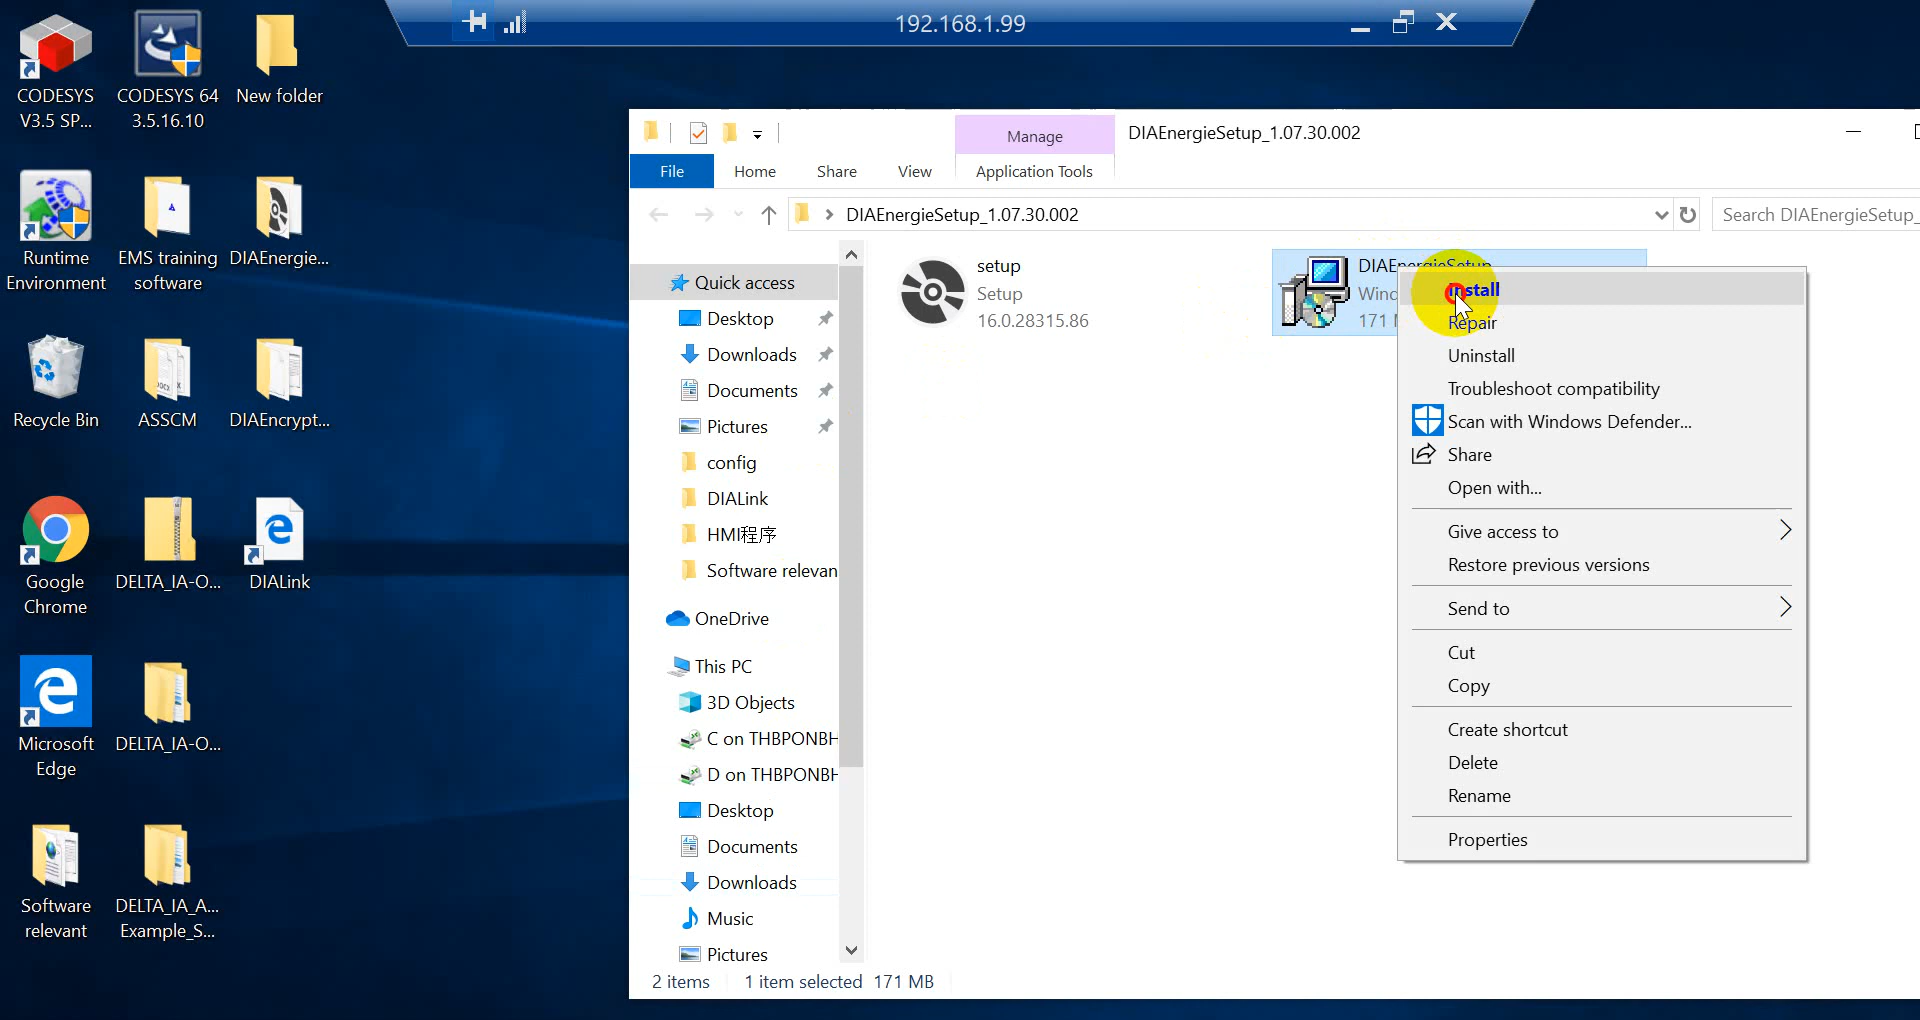 192.168.1.99
CODESYS
V3.5 SP...
CODESYS 64
3.5.16.10
New folder
Runtime
Environment
EMS training
software
DIAEnergie...
Recycle Bin
ASSCM
DIAEncrypt...
Google
Chrome
DELTA_IA-O...
DIALink
Microsoft
Edge
DELTA_IA-O...
Software
relevant
DELTA_IA_A...
Example_S...
Manage
DIAEnergieSetup_1.07.30.002
File
Home
Share
View
Application Tools
DIAEnergieSetup_1.07.30.002
Search DIAEnergieSetup_
Quick access
Desktop
Downloads
Documents
Pictures
config
DIALink
HMI程序
Software relevan
OneDrive
This PC
3D Objects
C on THBPONBH
D on THBPONBH
Desktop
Documents
Downloads
Music
Pictures
setup
Setup
16.0.28315.86
DIAEnergieSetup
Wind
171 M
Install
Repair
Uninstall
Troubleshoot compatibility
Scan with Windows Defender...
Share
Open with...
Give access to
Restore previous versions
Send to
Cut
Copy
Create shortcut
Delete
Rename
Properties
2 items
1 item selected 171 MB